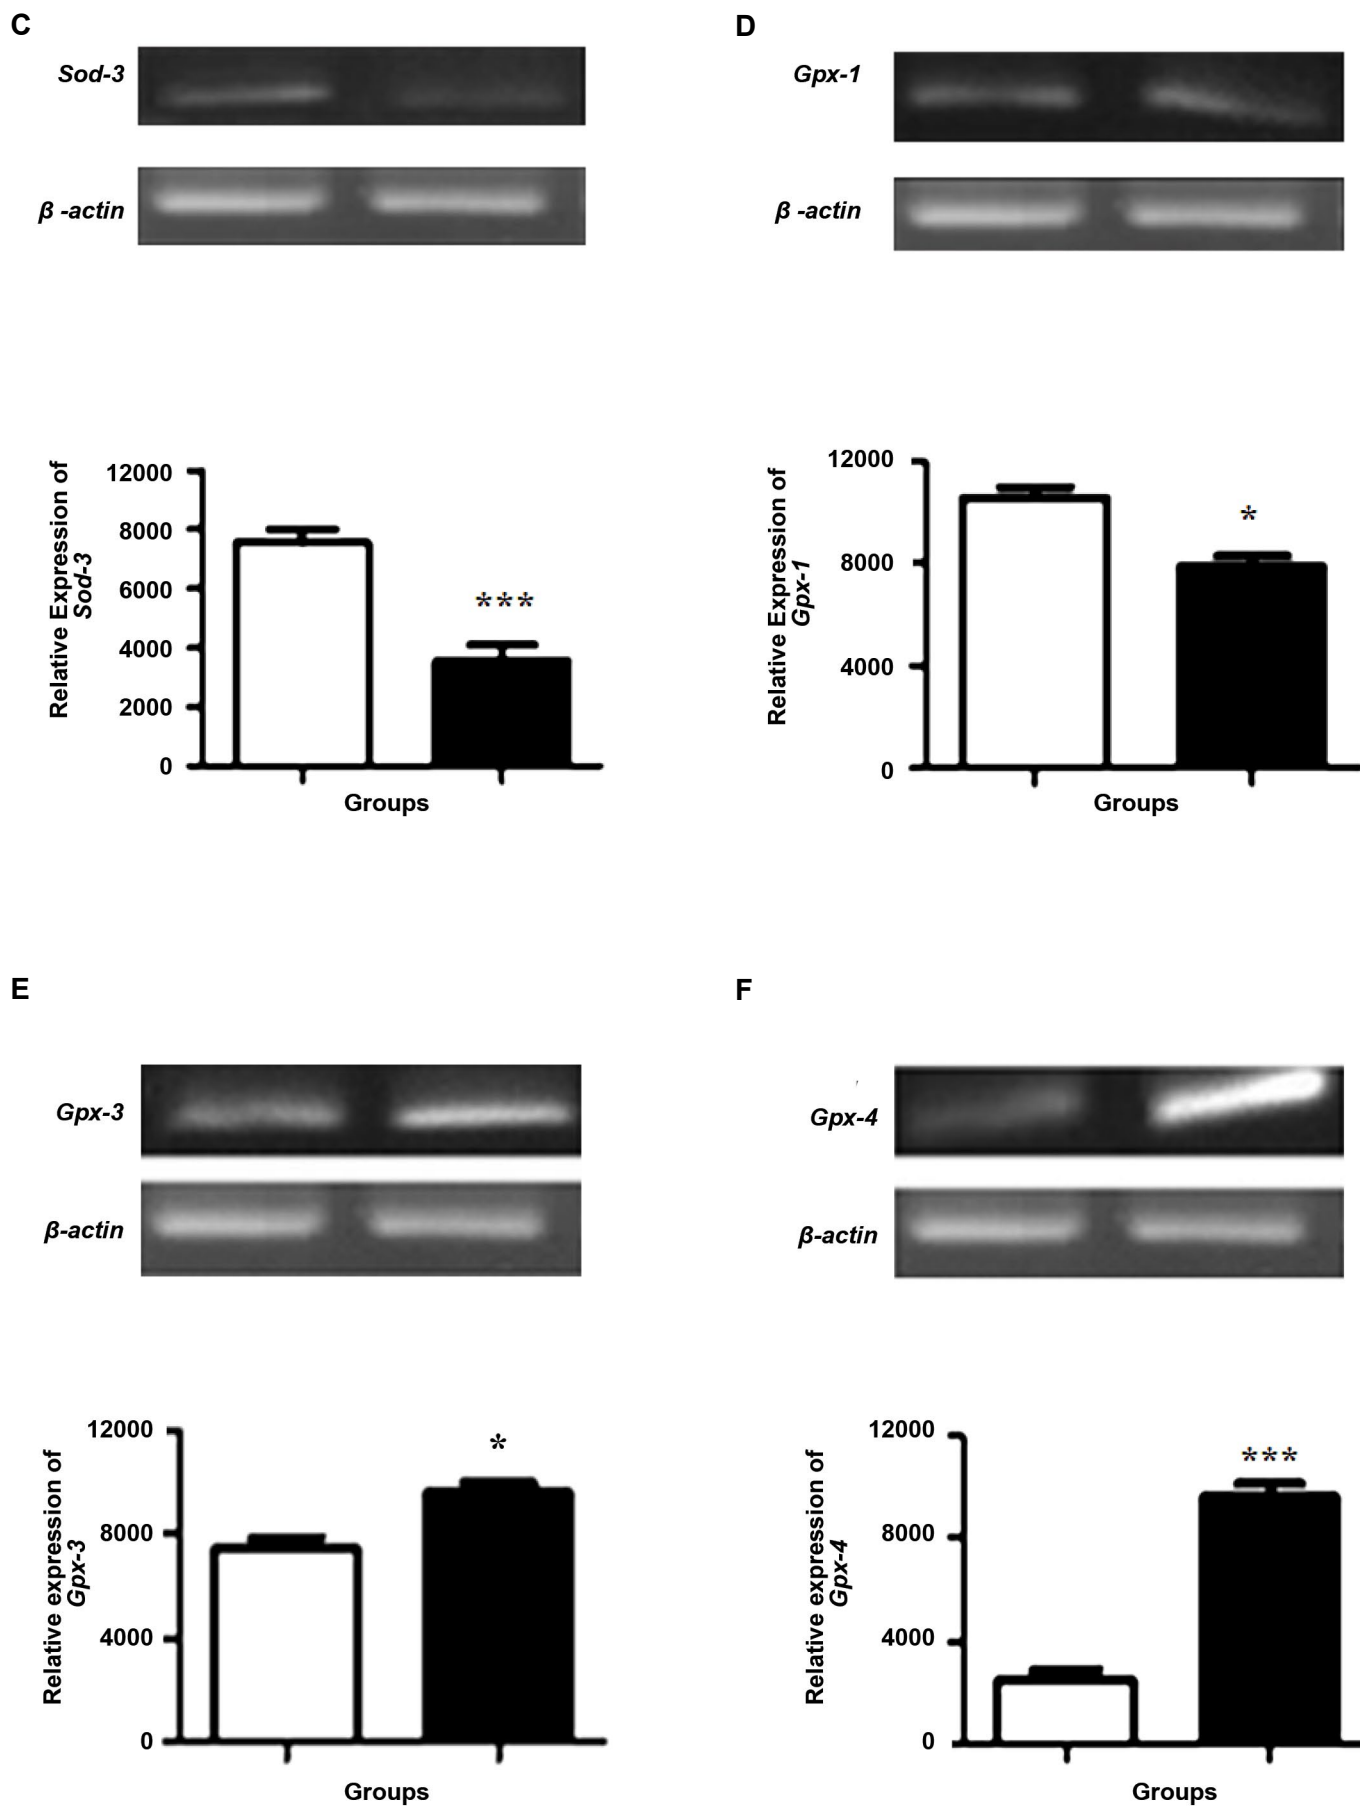 C
Sod-3
β -actin
Relative Expression of
Sod-3
12000
8000
6000
4000
2000
0
***
Groups
D
Gpx-1
β -actin
Relative Expression of
Gpx-1
12000
8000
4000
0
*
Groups
E
Gpx-3
β-actin
Relative expression of
Gpx-3
12000
8000
4000
0
*
Groups
F
Gpx-4
β-actin
Relative expression of
Gpx-4
12000
8000
4000
0
***
Groups